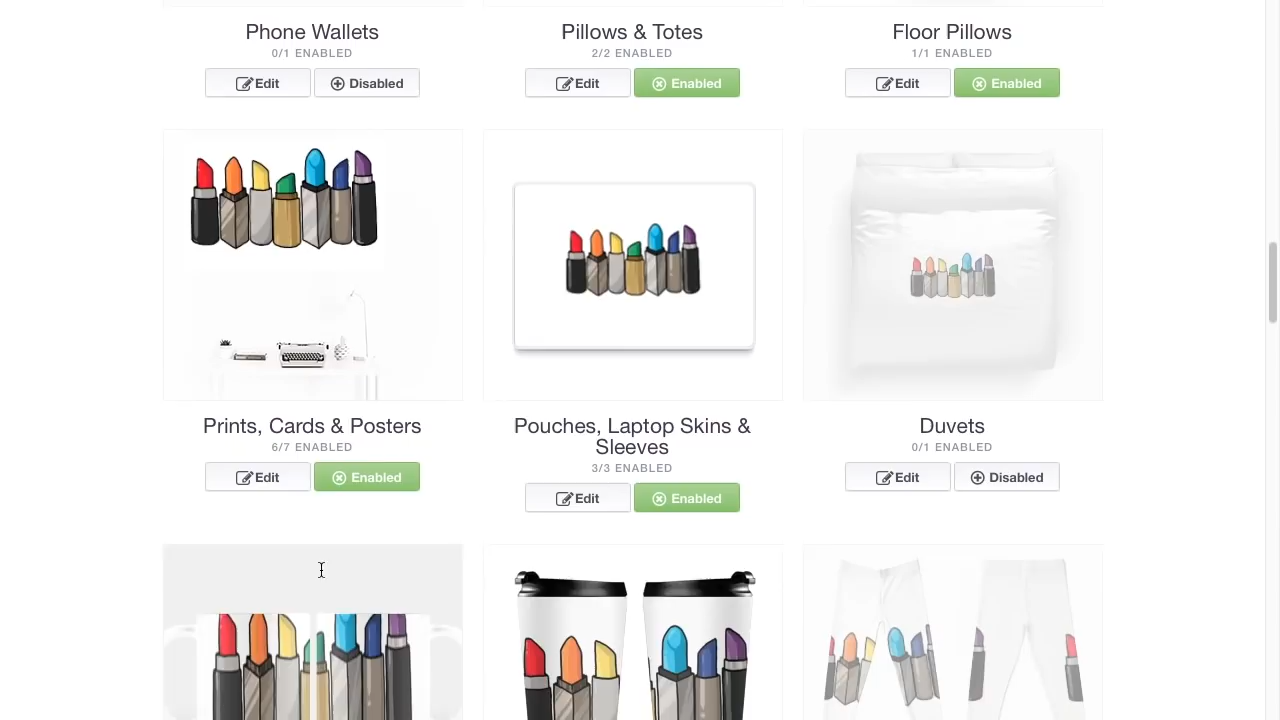 Phone Wallets
0/1 ENABLED
Edit
Disabled
Pillows & Totes
2/2 ENABLED
Edit
Enabled
Floor Pillows
1/1 ENABLED
Edit
Enabled
Prints, Cards & Posters
6/7 ENABLED
Edit
Enabled
Pouches, Laptop Skins &
Sleeves
3/3 ENABLED
Edit
Enabled
Duvets
0/1 ENABLED
Edit
Disabled